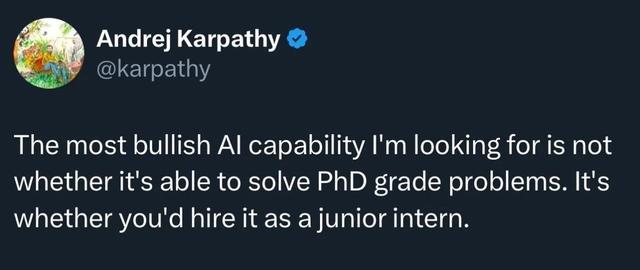 Andrej Karpathy
@karpathy
The most bullish AI capability I'm looking for is not
whether it's able to solve PhD grade problems. It's
whether you'd hire it as a junior intern.